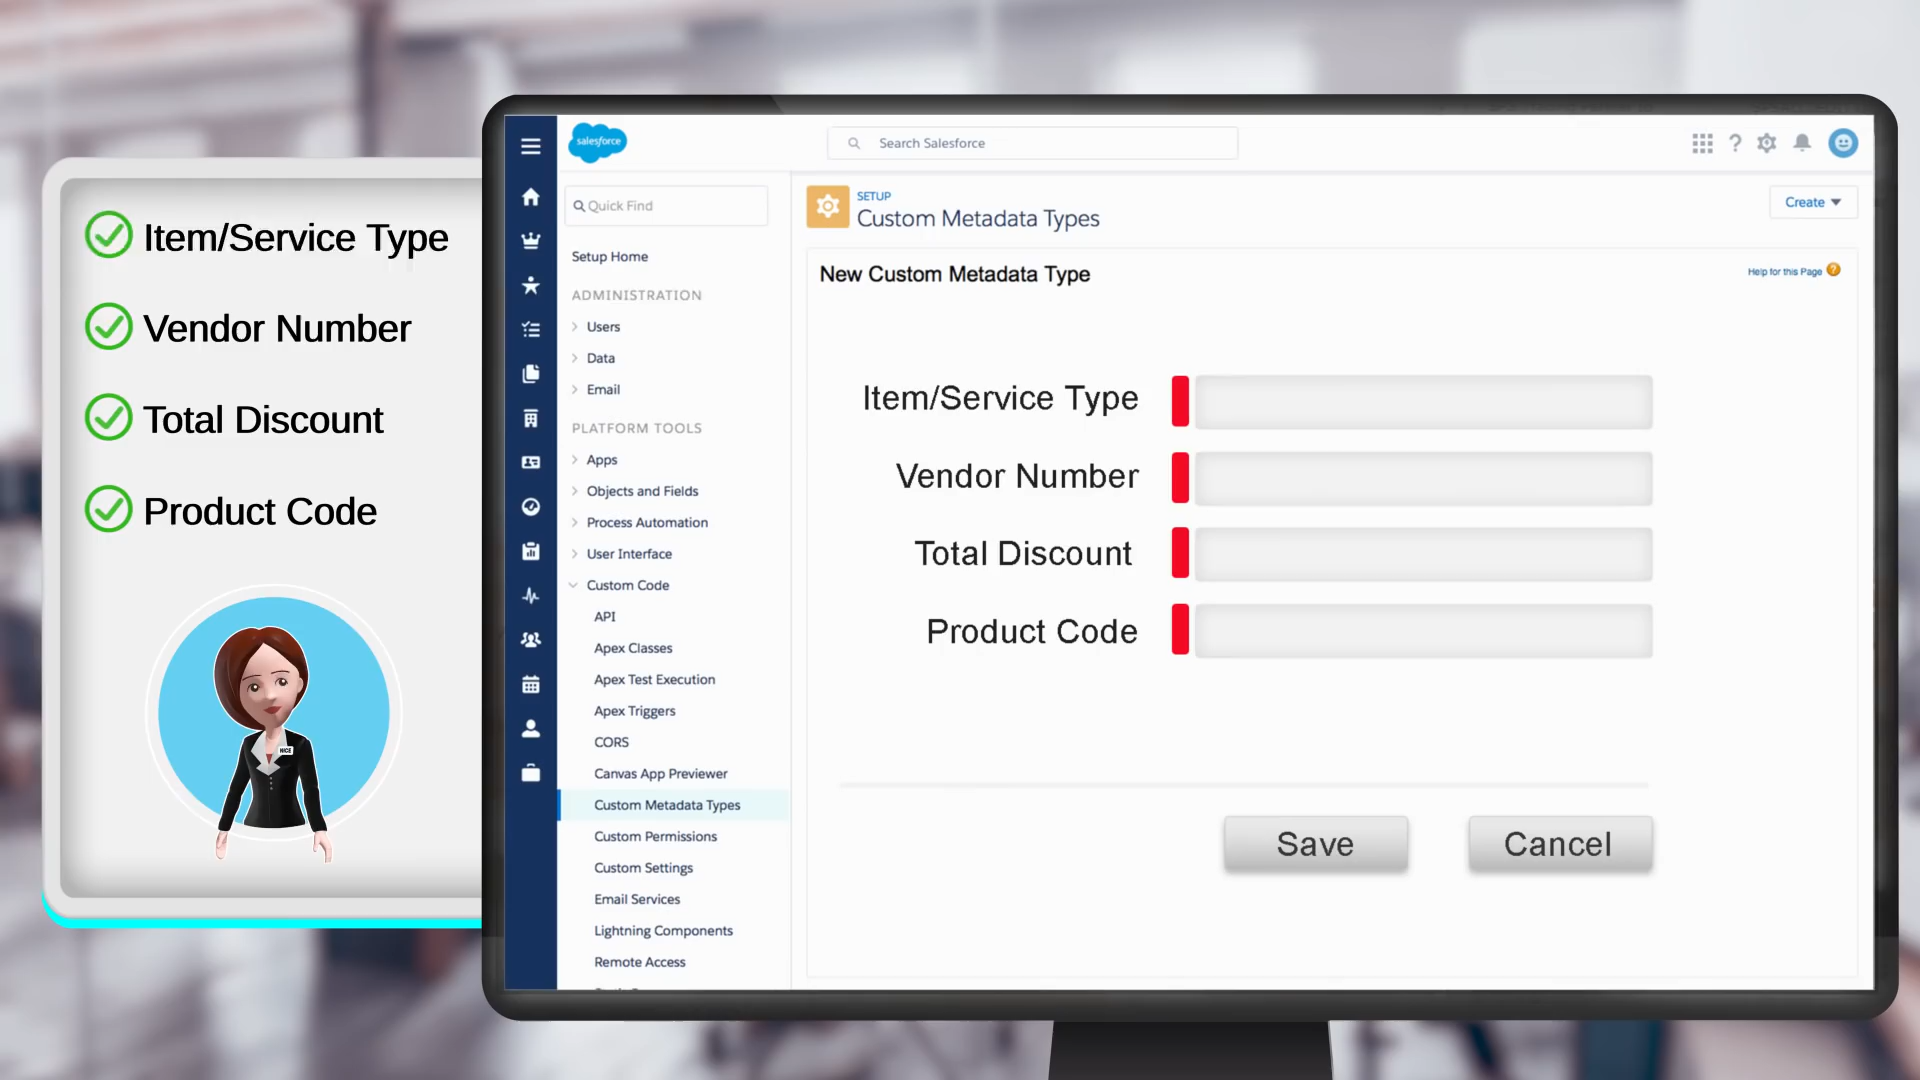 Item/Service Type
Vendor Number
Total Discount
Product Code
NICE
salesforce
Search Salesforce
Quick Find
Setup Home
ADMINISTRATION
Users
Data
Email
PLATFORM TOOLS
Apps
Objects and Fields
Process Automation
User Interface
Custom Code
API
Apex Classes
Apex Test Execution
Apex Triggers
CORS
Canvas App Previewer
Custom Metadata Types
Custom Permissions
Custom Settings
Email Services
Lightning Components
Remote Access
SETUP
Custom Metadata Types
Create
New Custom Metadata Type
Help for this Page
Item/Service Type
Vendor Number
Total Discount
Product Code
Save
Cancel